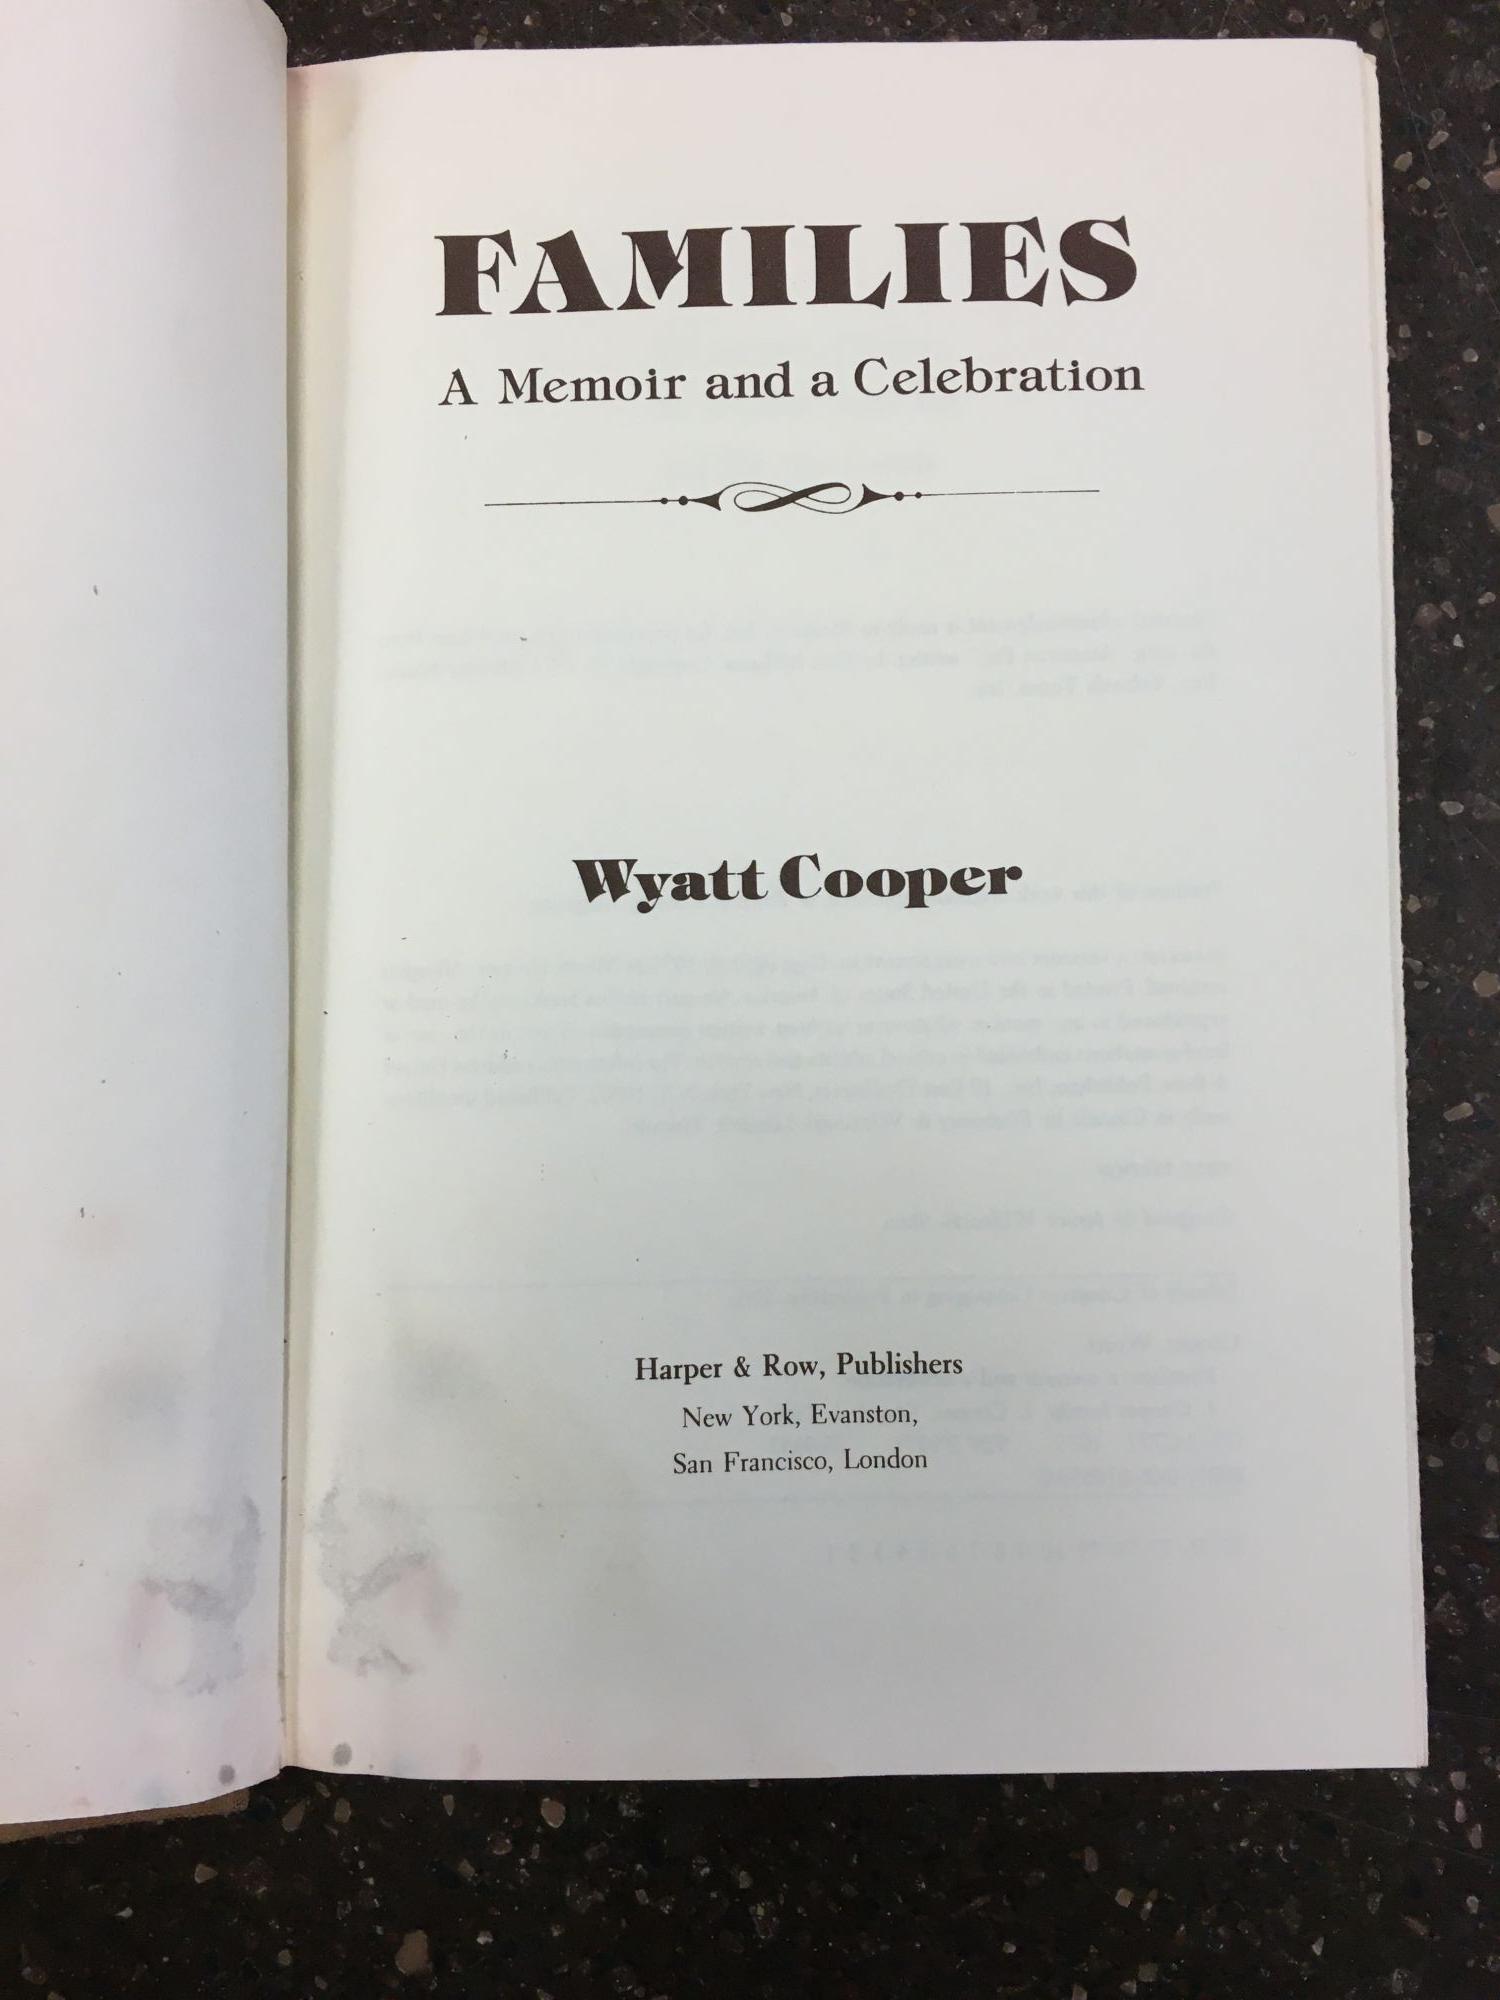 FAMILIES
A Memoir and a Celebration
Wyatt Cooper
Harper & Row, Publishers
New York, Evanston,
San Francisco, London